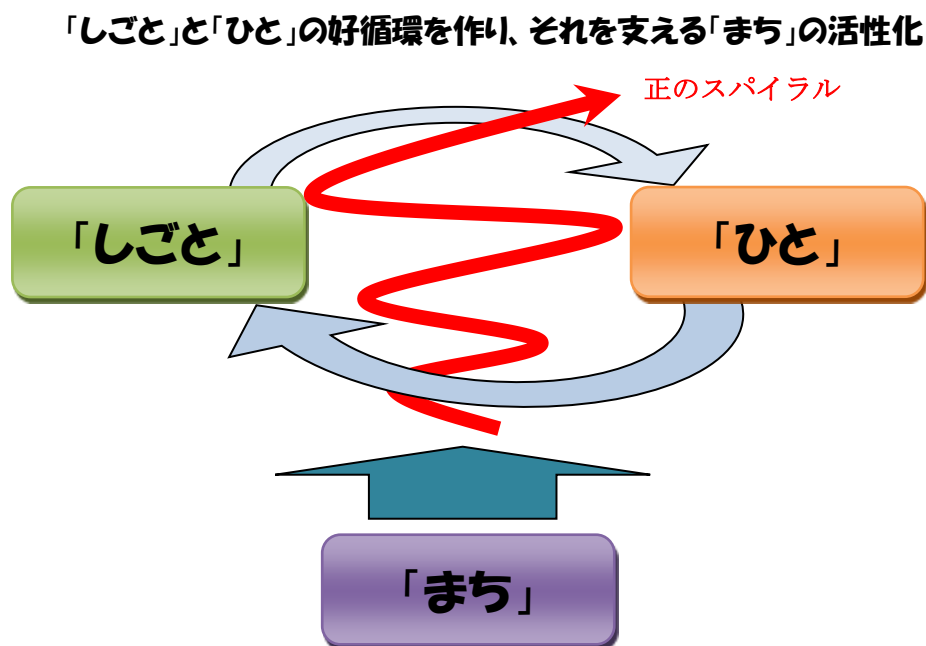 「しごと」と「ひと」の好循環を作り、それを支える「まち」の活性化
正のスパイラル
「しごと」
「ひと」
「まち」